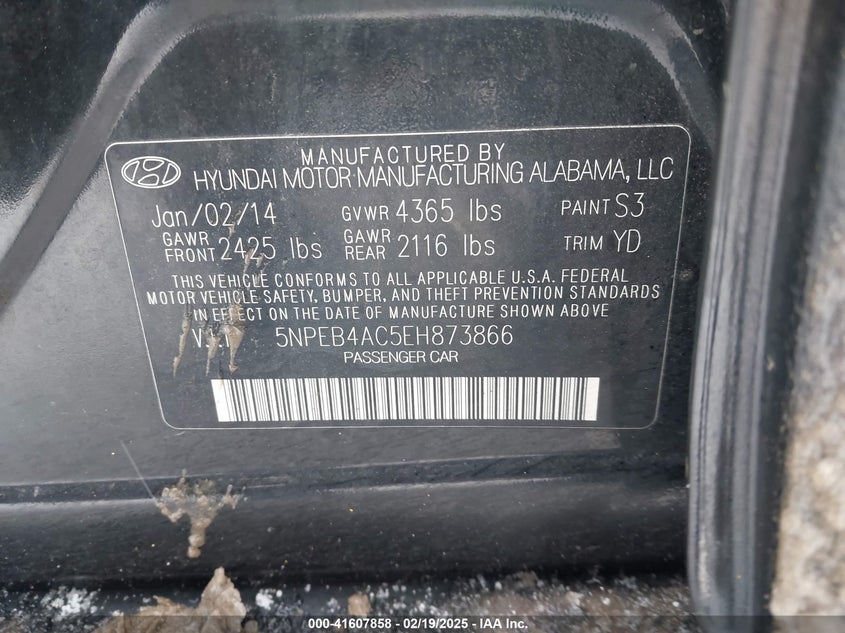 MANUFACTURED BY
HYUNDAI MOTOR MANUFACTURING ALABAMA, LLC
Jan/02/14 GVWR 4365 lbs PAINT S3
GAWR FRONT 2425 lbs GAWR REAR 2116 lbs TRIM YD
THIS VEHICLE CONFORMS TO ALL APPLICABLE U.S.A. FEDERAL
MOTOR VEHICLE SAFETY, BUMPER, AND THEFT PREVENTION STANDARDS
IN EFFECT ON THE DATE OF MANUFACTURE SHOWN ABOVE
5NPEB4AC5EH873866
PASSENGER CAR
000-41607858 - 02/19/2025 - IAA Inc.